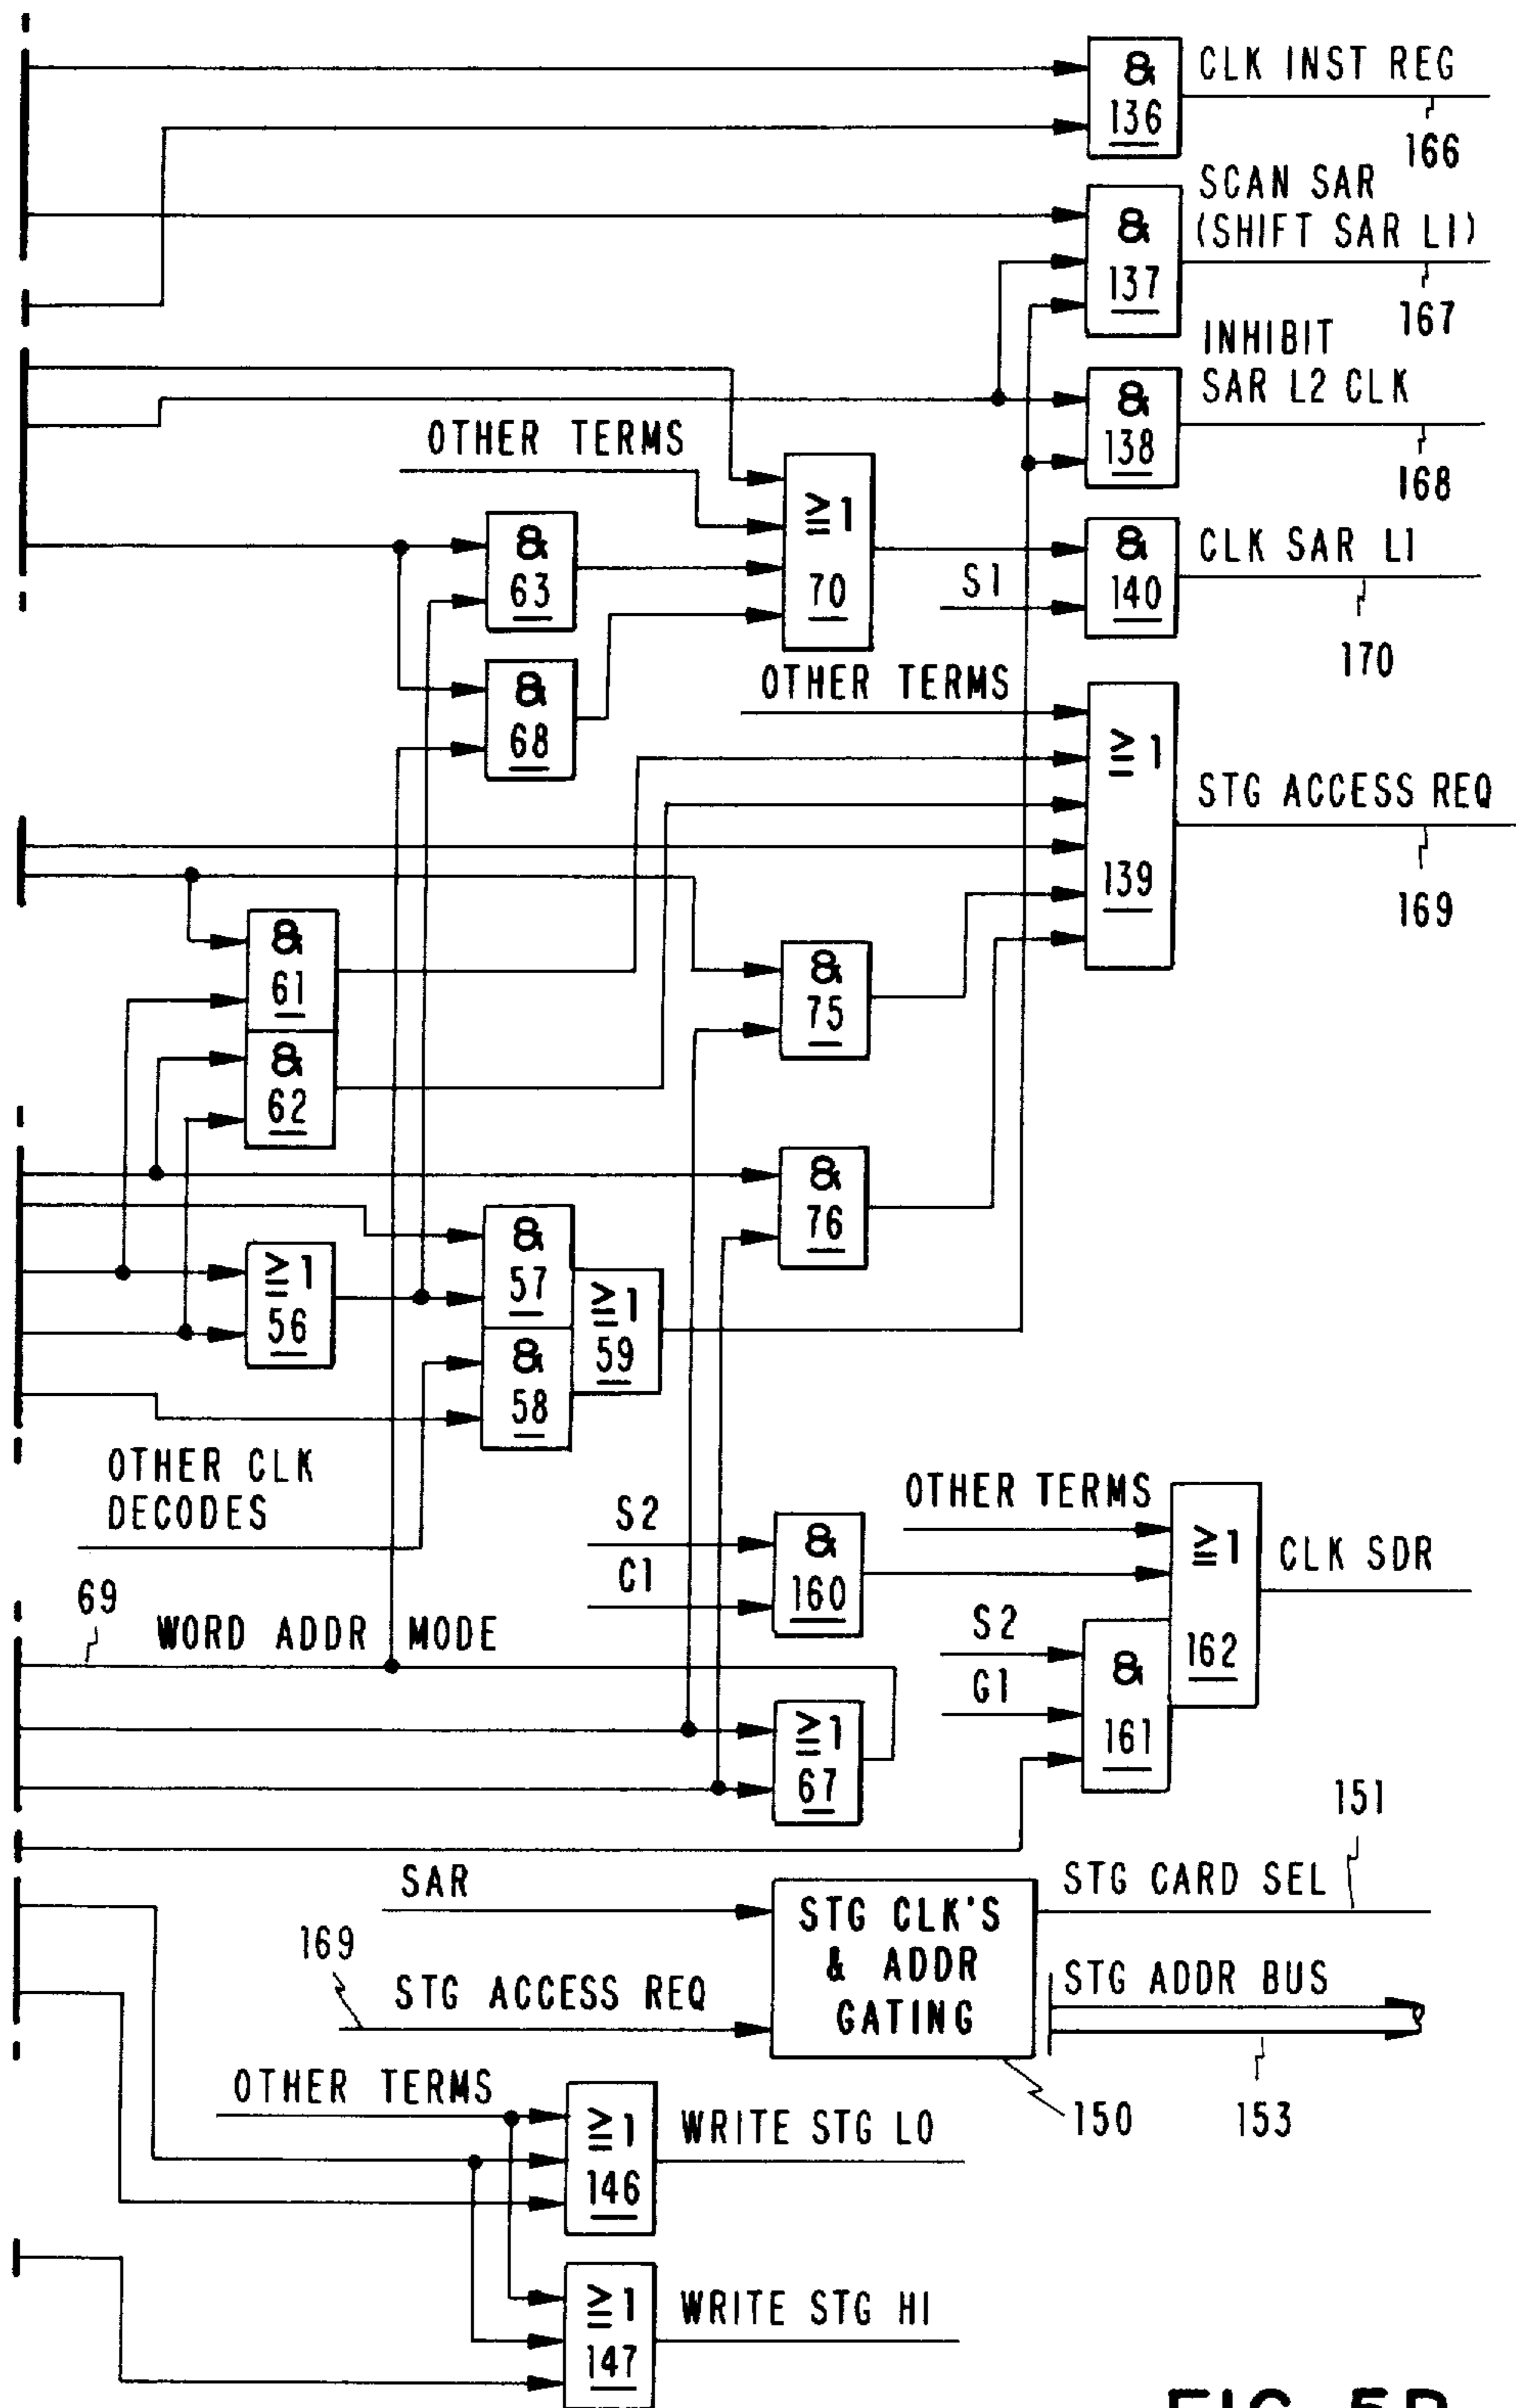 &
136
CLK INST REG
166
&
137
SCAN SAR
(SHIFT SAR L1)
167
&
138
INHIBIT
SAR L2 CLK
168
OTHER TERMS
≥1
70
&
63
&
68
S1
&
140
CLK SAR L1
170
OTHER TERMS
≥1
139
STG ACCESS REQ
169
&
61
&
62
&
75
&
76
≥1
56
&
57
&
58
≥1
59
OTHER CLK
DECODES
69
WORD ADDR MODE
S2
C1
&
160
OTHER TERMS
≥1
162
CLK SDR
S2
G1
&
161
≥1
67
151
SAR
169
STG ACCESS REQ
STG CLK'S
& ADDR
GATING
150
STG CARD SEL
STG ADDR BUS
153
OTHER TERMS
≥1
146
WRITE STG LO
≥1
147
WRITE STG HI